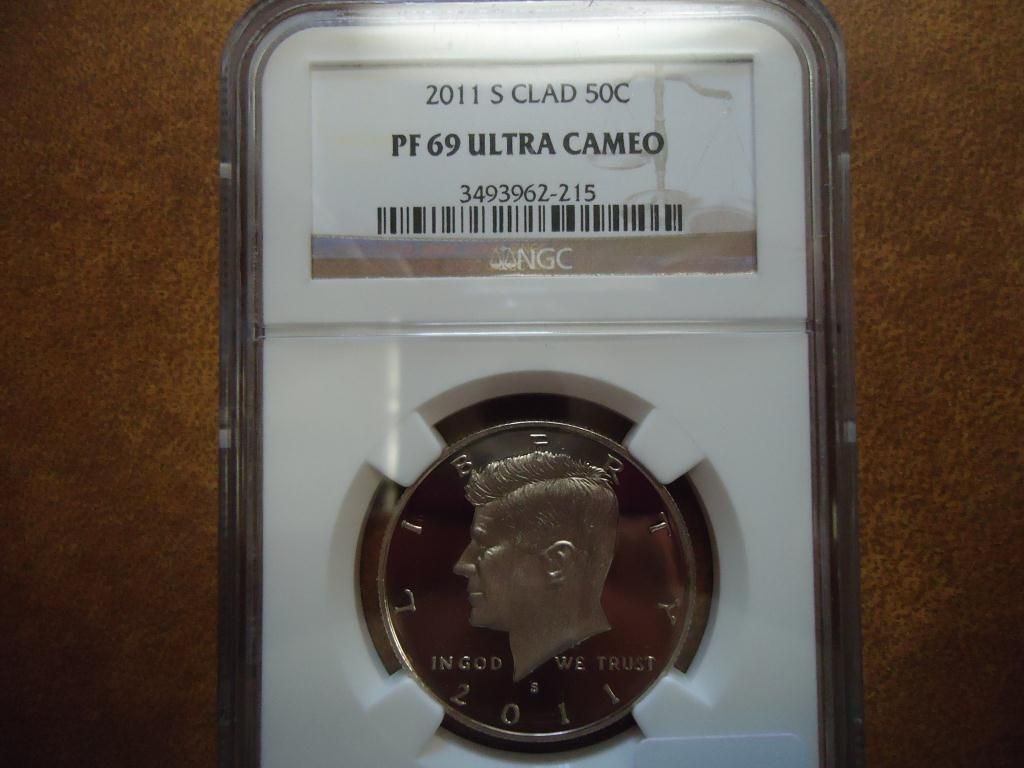 2011 S CLAD 50C
PF 69 ULTRA CAMEO
3493962-215
NGC
LIBERTY
IN GOD WE TRUST
S
2011